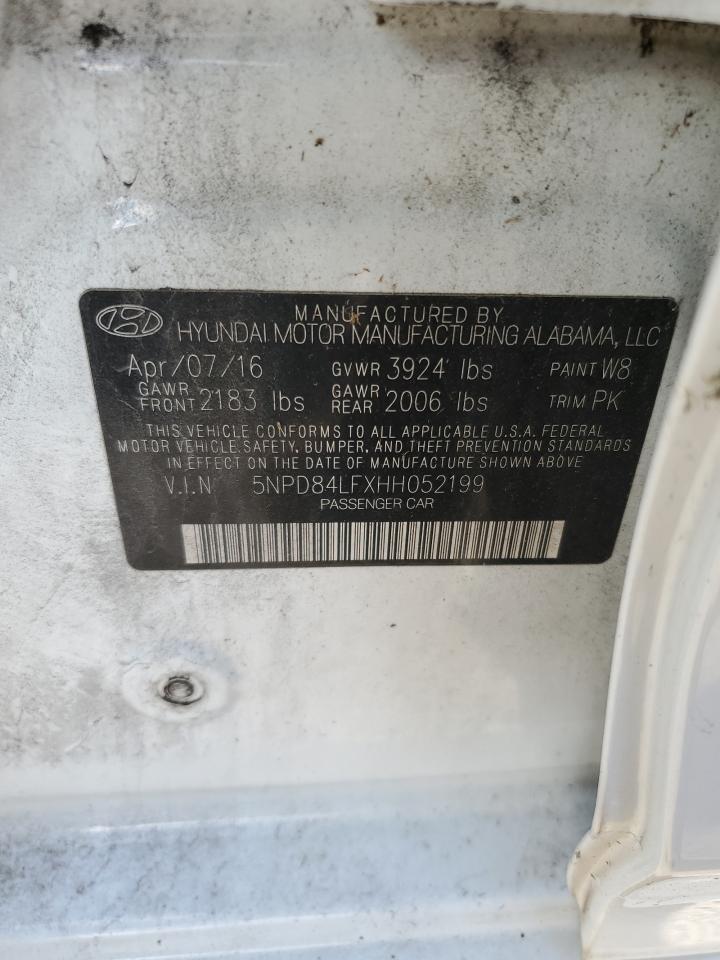 MANUFACTURED BY
HYUNDAI MOTOR MANUFACTURING ALABAMA, LLC
Apr/07/16 GVWR 3924 lbs PAINT W8
GAWR FRONT 2183 lbs GAWR REAR 2006 lbs TRIM PK
THIS VEHICLE CONFORMS TO ALL APPLICABLE U.S.A. FEDERAL
MOTOR VEHICLE SAFETY, BUMPER, AND THEFT PREVENTION STANDARDS
IN EFFECT ON THE DATE OF MANUFACTURE SHOWN ABOVE
V.I.N 5NPD84LFXHH052199
PASSENGER CAR